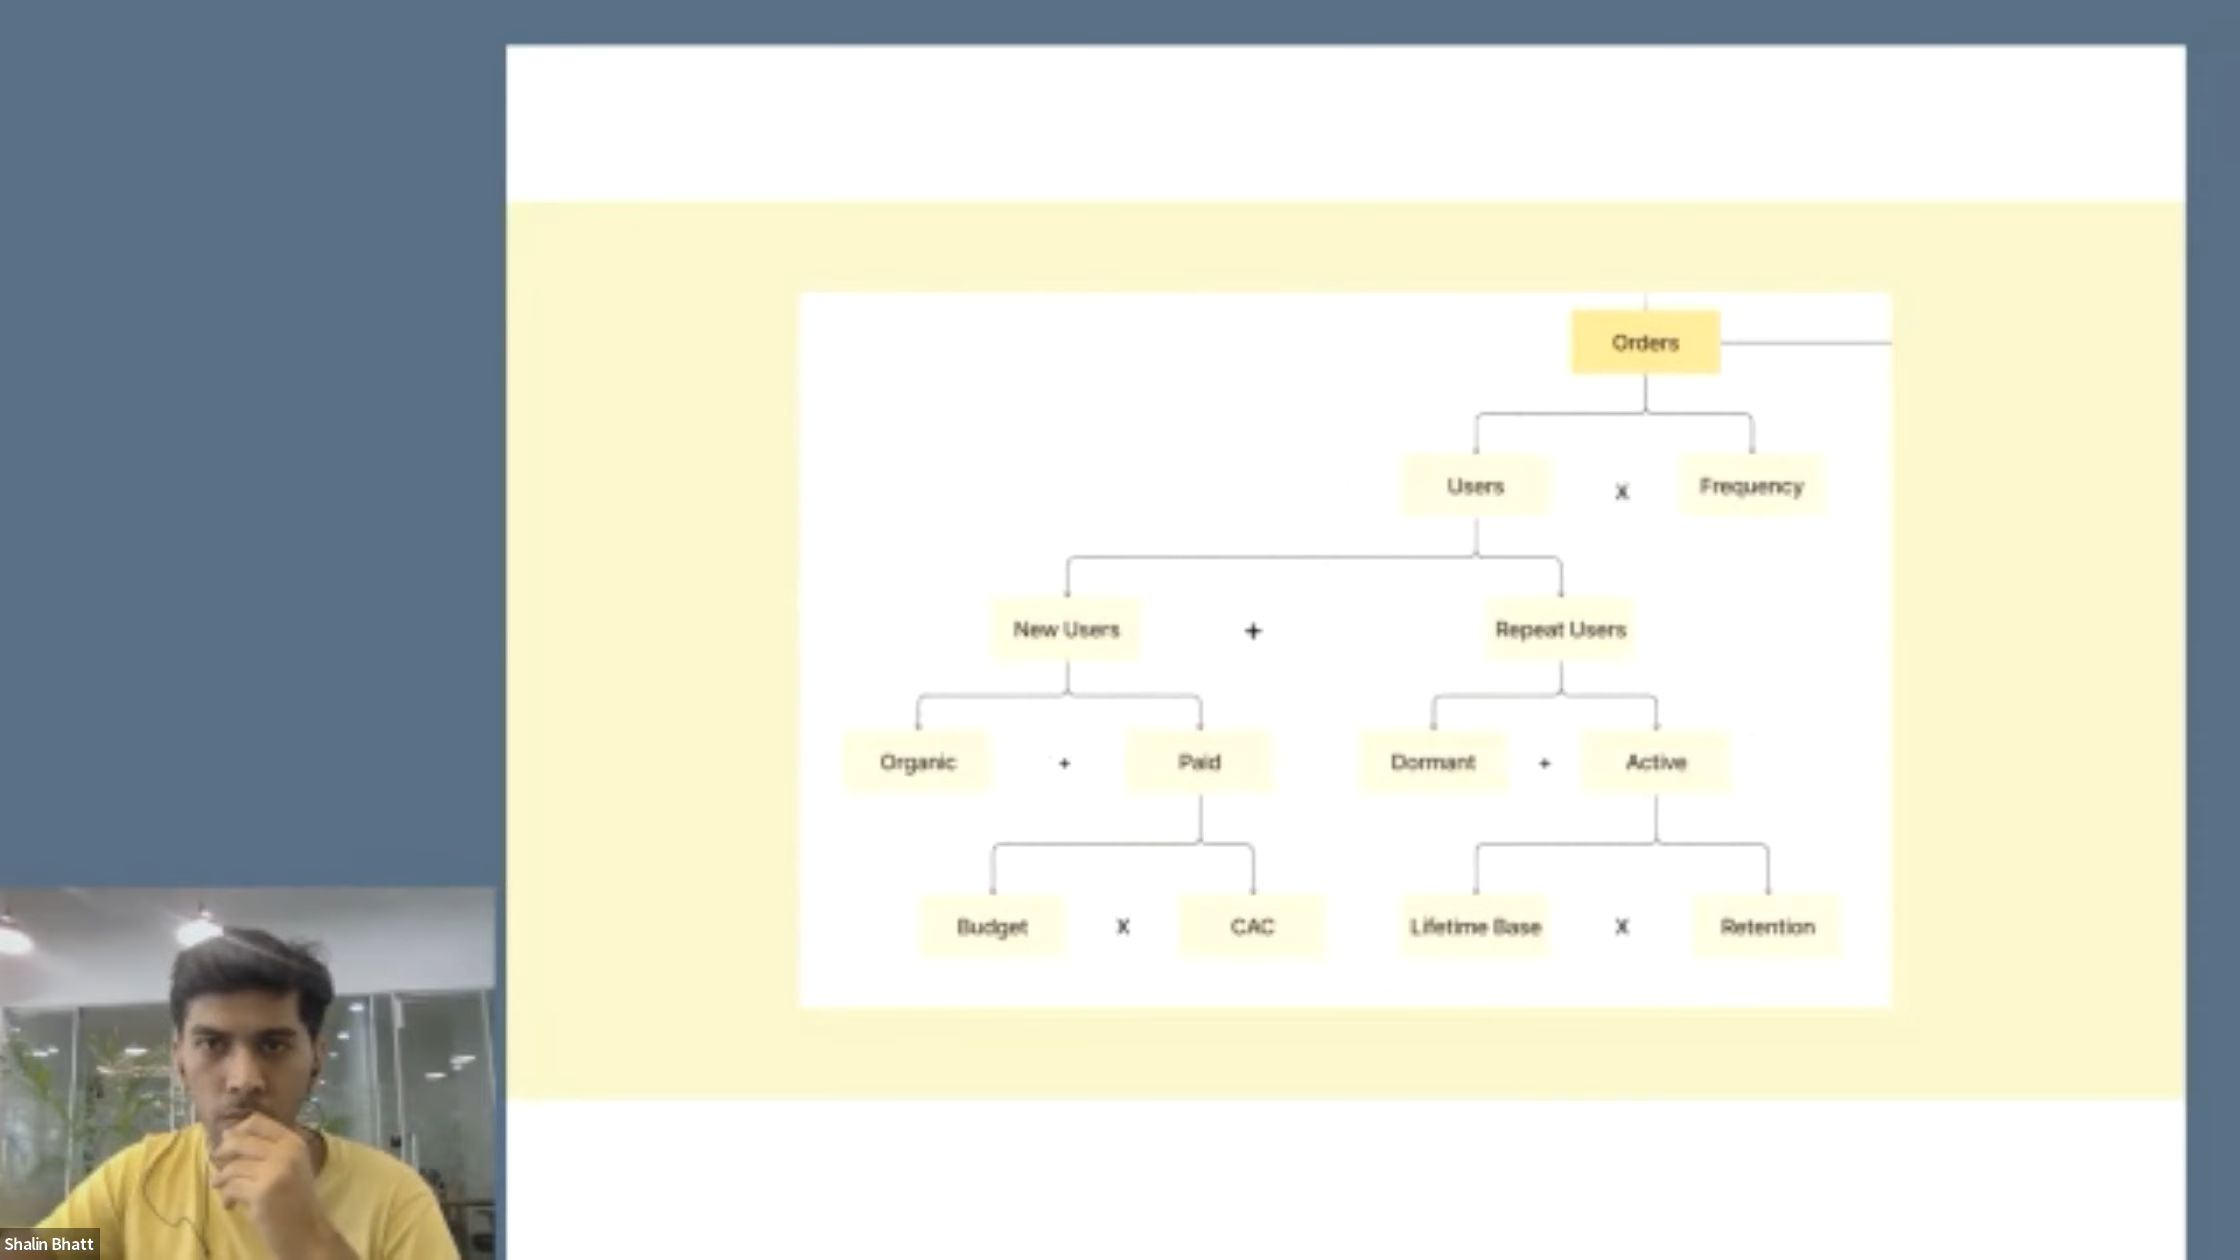 Orders
Users X Frequency
New Users + Repeat Users
Organic + Paid Dormant + Active
Budget X CAC Lifetime Base X Retention
Shalin Bhatt